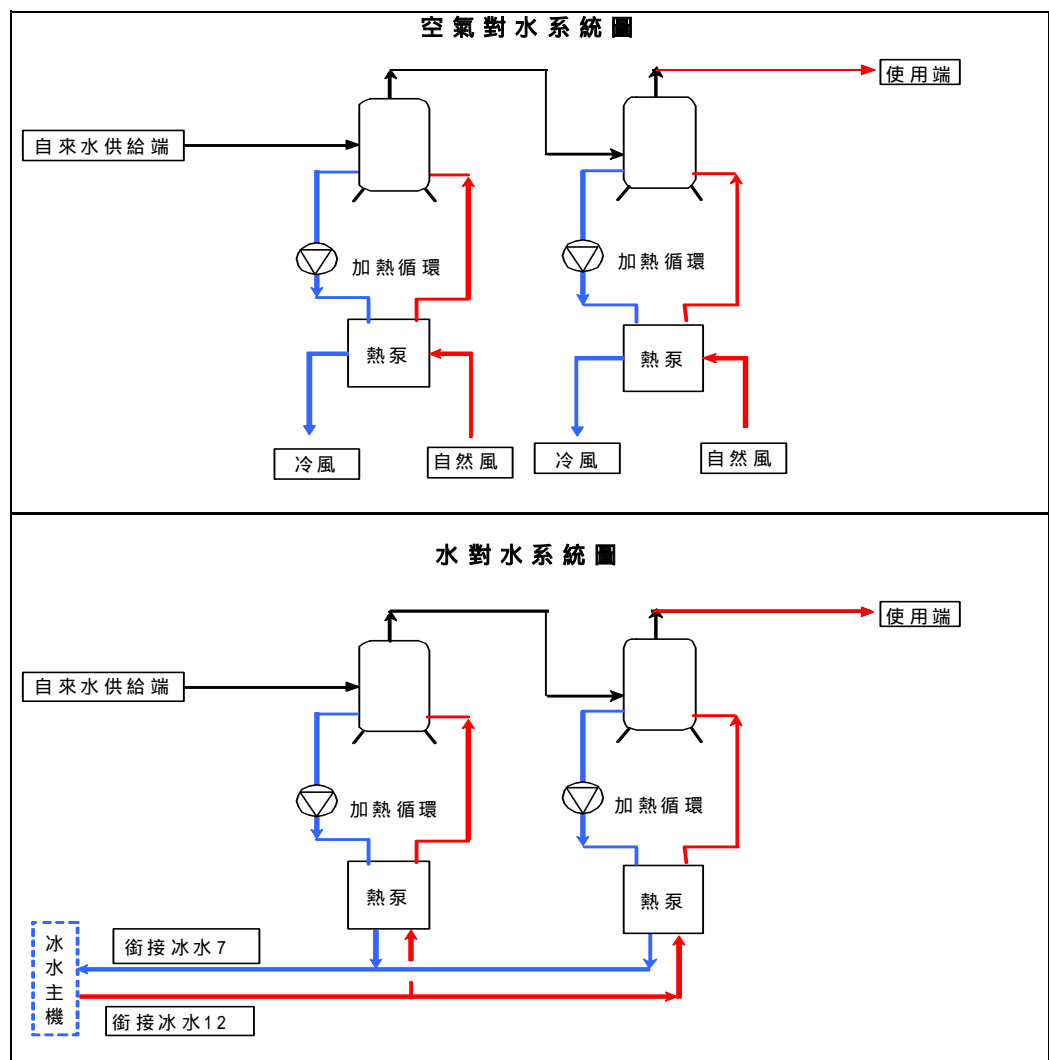 空氣對水系統圖
使用端
自來水供給端
加熱循環
加熱循環
熱泵
熱泵
冷風
自然風
冷風
自然風
水對水系統圖
使用端
自來水供給端
加熱循環
加熱循環
熱泵
熱泵
冰水主機
銜接冰水7
銜接冰水12